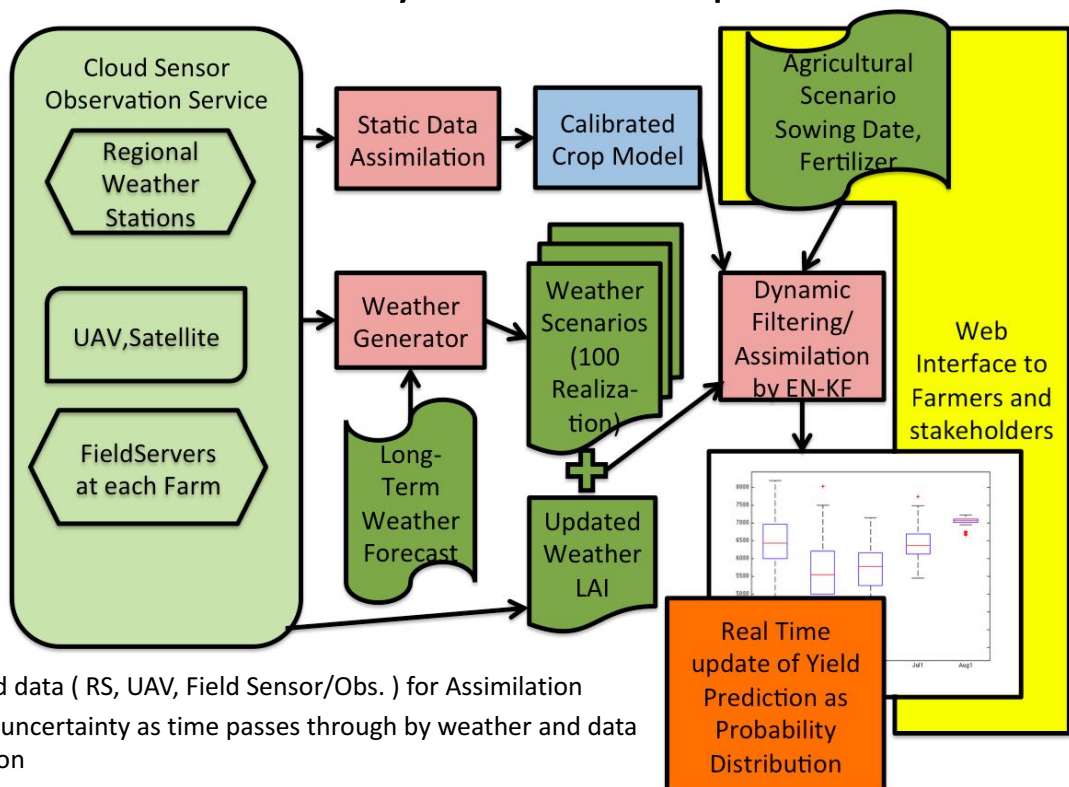 Cloud Sensor
Observation Service
Regional
Weather
Stations
UAV,Satellite
FieldServers
at each Farm
Static Data
Assimilation
Calibrated
Crop Model
Agricultural
Scenario
Sowing Date,
Fertilizer
Weather
Generator
Weather
Scenarios
(100
Realiza-
tion)
Dynamic
Filtering/
Assimilation
by EN-KF
Web
Interface to
Farmers and
stakeholders
Long-
Term
Weather
Forecast
Updated
Weather
LAI
8000
7500
7000
6500
6000
5500
5000
Jul1
Aug1
Real Time
update of Yield
Prediction as
Probability
Distribution
data ( RS, UAV, Field Sensor/Obs. ) for Assimilation
uncertainty as time passes through by weather and data